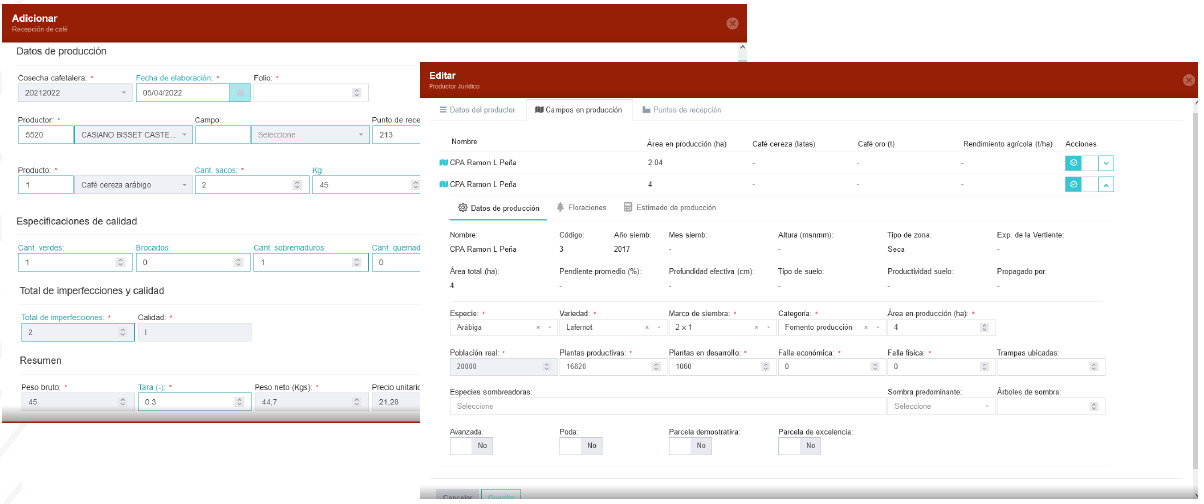 Adicionar
Recepción de café
Datos de producción
Cosecha cafetalera: * Fecha de elaboración: * Folio: *
20212022 05/04/2022
Productor: * Campo: Punto de rece
5520 CASIANO BISSET CASTE... Seleccione 213
Producto: * Cant. sacos: * Kg:
1 Café cereza arábigo 2 45
Especificaciones de calidad
Cant. verdes: Brocados: Cant. sobremaduros: Cant. quemad
1 0 1 0
Total de imperfecciones y calidad
Total de imperfecciones: * Calidad: *
2 I
Resumen
Peso bruto: * Tara (-): * Peso neto (Kgs): * Precio unitario
45 0.3 44,7 21,28
Editar
Productor Jurídico
Datos del productor Campos en producción Puntos de recepción
Nombre Área en producción (ha) Café cereza (latas) Café oro (t) Rendimiento agrícola (t/ha) Acciones
CPA Ramon L Peña 2.04 - - -
CPA Ramon L Peña 4 - - -
Datos de producción Floraciones Estimado de producción
Nombre: Código: Año siemb: Mes siemb: Altura (msnmm): Tipo de zona: Exp. de la Vertiente:
CPA Ramon L Peña 3 2017 - - Seca -
Área total (ha): Pendiente promedio (%): Profundidad efectiva (cm): Tipo de suelo: Productividad suelo: Propagado por:
4 - - - - -
Especie: * Variedad: * Marco de siembra: * Categoría: * Área en producción (ha): *
Arábiga × Lafernot × 2 x 1 × Fomento producción × 4
Población real: * Plantas productivas: * Plantas en desarrollo: * Falla económica: * Falla física: * Trampas ubicadas:
20000 16820 1060 0 0
Especies sombreadoras: Sombra predominante: Árboles de sombra:
Seleccione Seleccione
Avanzada: Poda: Parcela demostratira: Parcela de excelencia:
No No No No
Cancelar Guardar